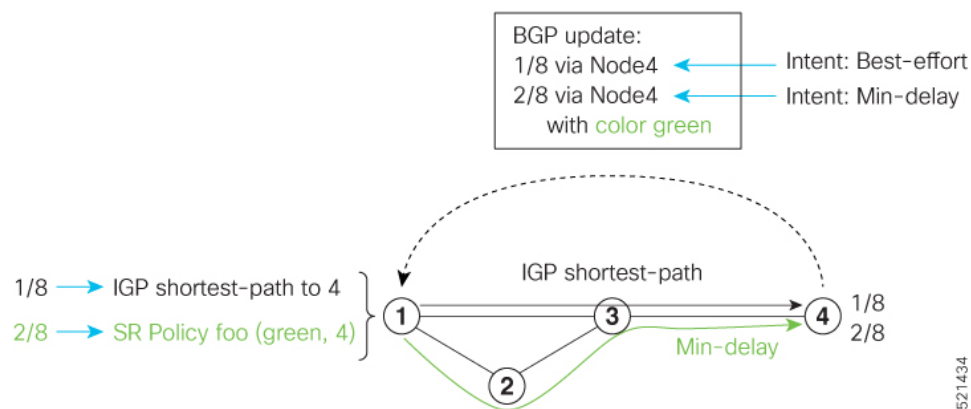 BGP update:
1/8 via Node4
Intent: Best-effort
2/8 via Node4
Intent: Min-delay
with color green
1/8
IGP shortest-path to 4
2/8
SR Policy foo (green, 4)
IGP shortest-path
1
3
4
1/8
2/8
Min-delay
2
521434